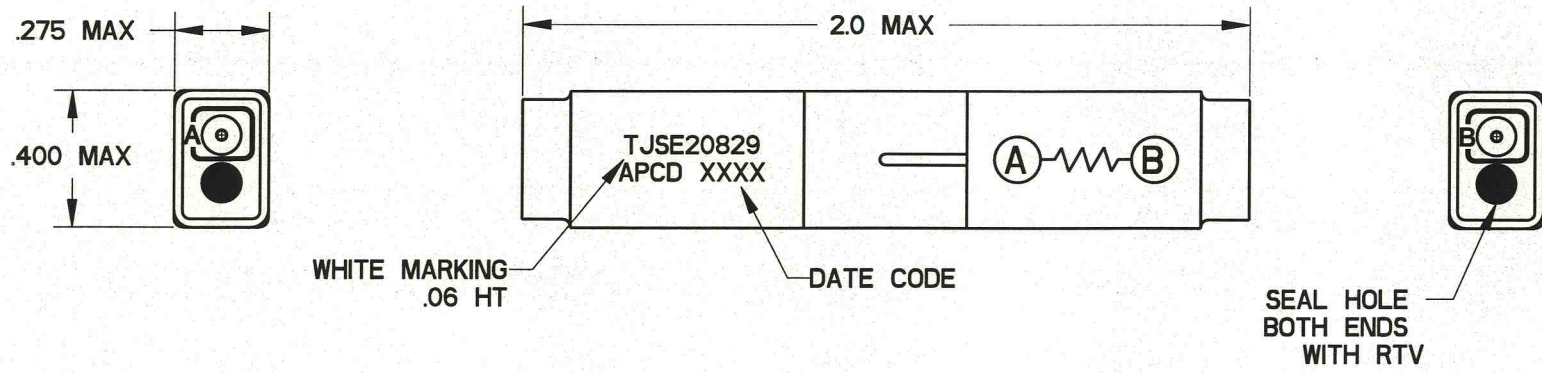 .275 MAX
2.0 MAX
.400 MAX
A
TJSE20829
APCD XXXX
A B
B
WHITE MARKING
.06 HT
DATE CODE
SEAL HOLE
BOTH ENDS
WITH RTV